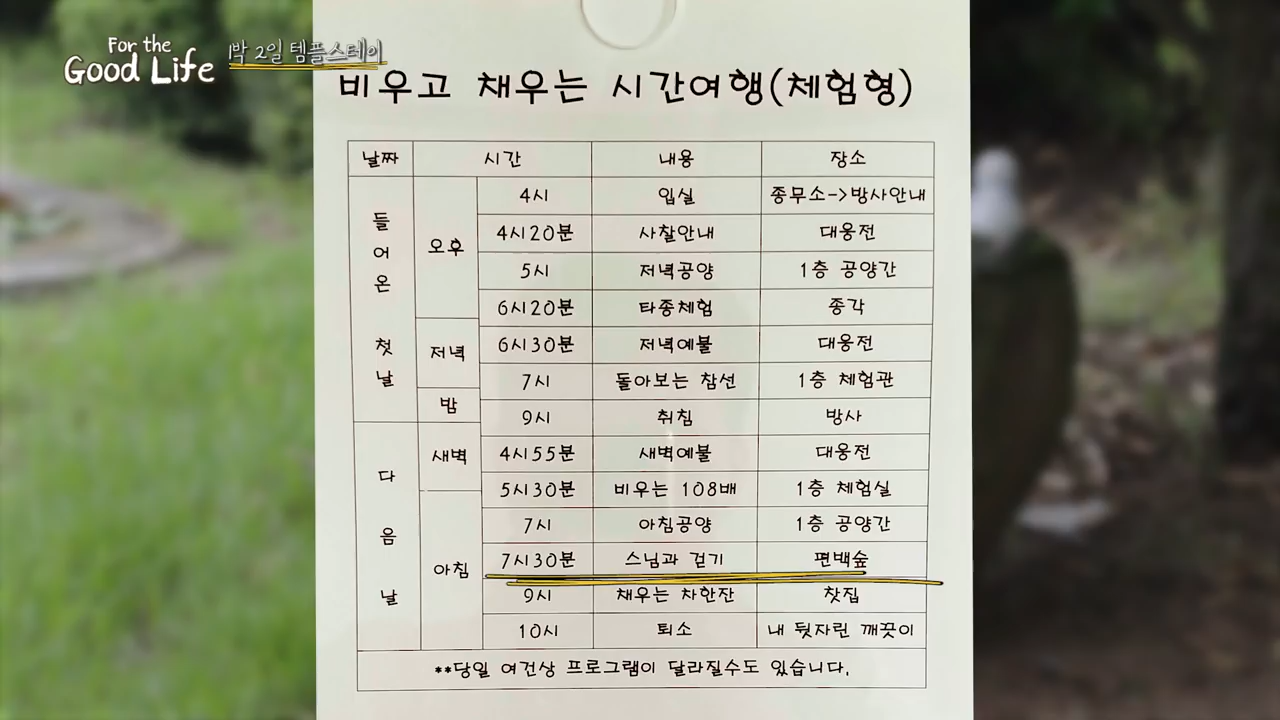 For the
Good Life
1박 2일 템플스테이
비우고 채우는 시간여행(체험형)
날짜 시간 내용 장소
들어온 첫날 오후 4시 입실 종무소->방사안내
4시20분 사찰안내 대웅전
5시 저녁공양 1층 공양간
6시20분 타종체험 종각
저녁 6시30분 저녁예불 대웅전
7시 돌아보는 참선 1층 체험관
밤 9시 취침 방사
다음날 새벽 4시55분 새벽예불 대웅전
5시30분 비우는 108배 1층 체험실
아침 7시 아침공양 1층 공양간
7시30분 스님과 걷기 편백숲
9시 채우는 차한잔 찻집
10시 퇴소 내 뒷자린 깨끗이
**당일 여건상 프로그램이 달라질수도 있습니다.